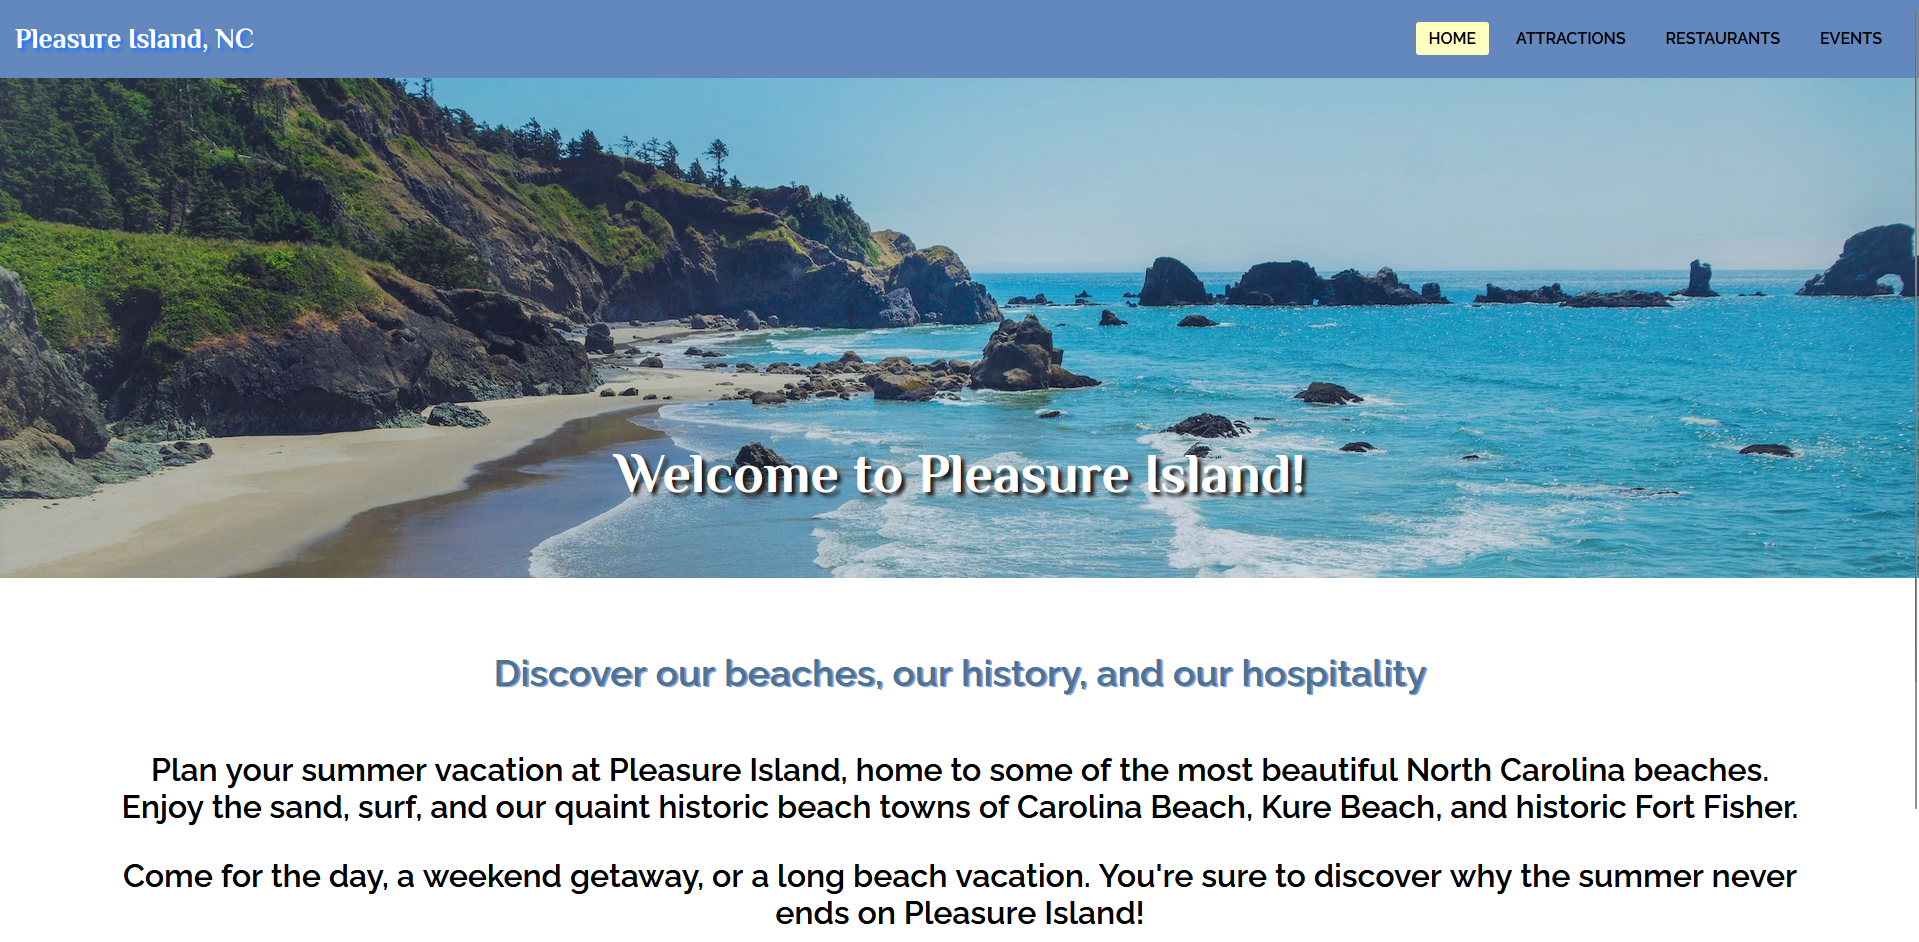 Pleasure Island, NC
HOME
ATTRACTIONS
RESTAURANTS
EVENTS
Welcome to Pleasure Island!
Discover our beaches, our history, and our hospitality
Plan your summer vacation at Pleasure Island, home to some of the most beautiful North Carolina beaches.
Enjoy the sand, surf, and our quaint historic beach towns of Carolina Beach, Kure Beach, and historic Fort Fisher.
Come for the day, a weekend getaway, or a long beach vacation. You're sure to discover why the summer never
ends on Pleasure Island!